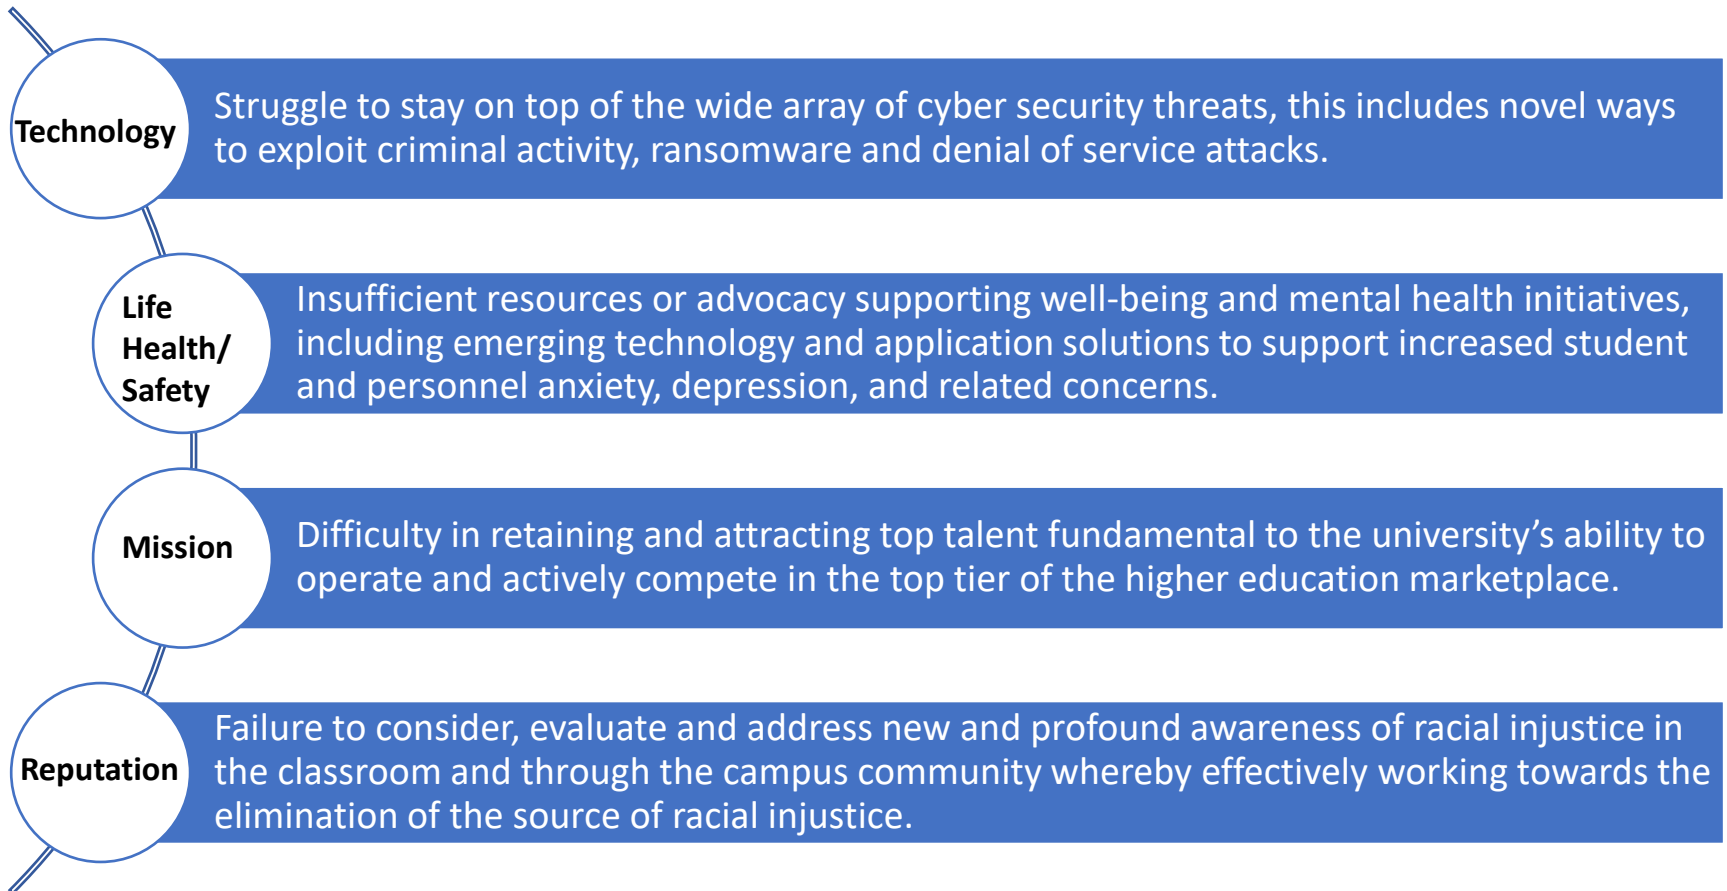 Technology
Struggle to stay on top of the wide array of cyber security threats, this includes novel ways
to exploit criminal activity, ransomware and denial of service attacks.
Life
Health/
Safety
Insufficient resources or advocacy supporting well-being and mental health initiatives,
including emerging technology and application solutions to support increased student
and personnel anxiety, depression, and related concerns.
Mission
Difficulty in retaining and attracting top talent fundamental to the university’s ability to
operate and actively compete in the top tier of the higher education marketplace.
Reputation
Failure to consider, evaluate and address new and profound awareness of racial injustice in
the classroom and through the campus community whereby effectively working towards the
elimination of the source of racial injustice.